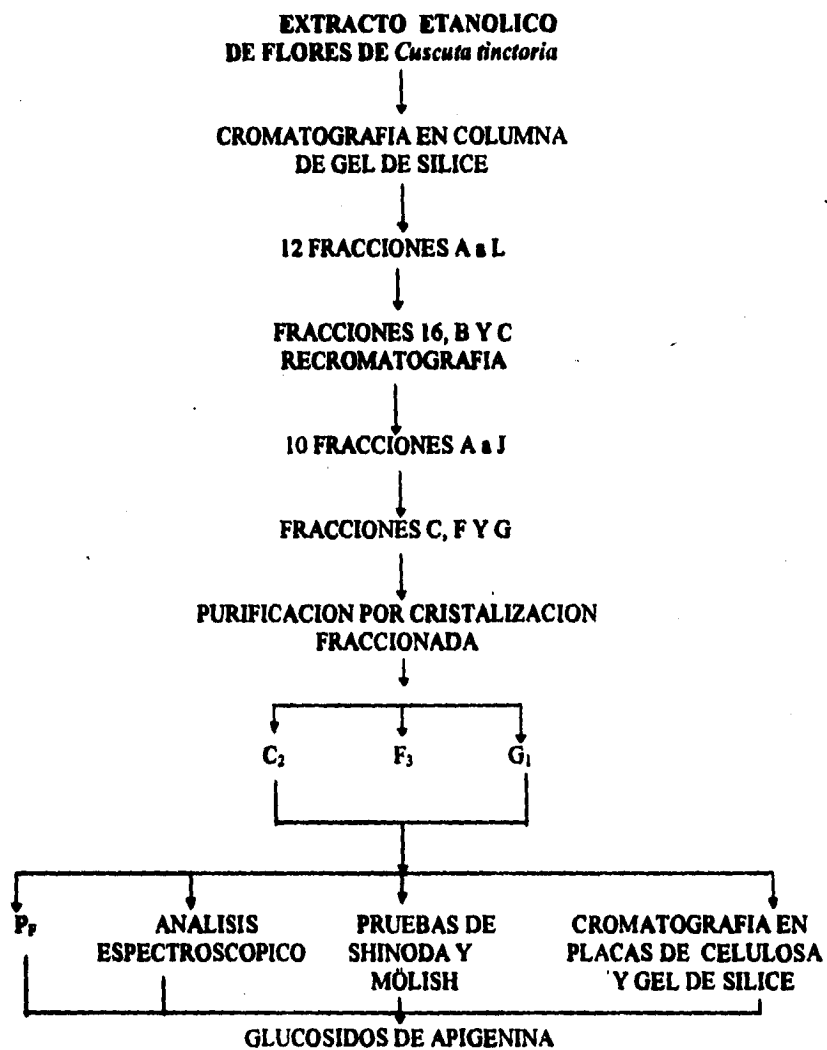 EXTRACTO ETANOLICO
DE FLORES DE Cuscuta tinctoria
CROMATOGRAFIA EN COLUMNA
DE GEL DE SILICE
12 FRACCIONES A a L
FRACCIONES 16, B Y C
RECROMATOGRAFIA
10 FRACCIONES A a J
FRACCIONES C, F Y G
PURIFICACION POR CRISTALIZACION
FRACCIONADA
C₂ F₃ G₁
P_F ANALISIS PRUEBAS DE CROMATOGRAFIA EN
ESPECTROSCOPICO SHINODA Y PLACAS DE CELULOSA
MÖLISH Y GEL DE SILICE
GLUCOSIDOS DE APIGENINA